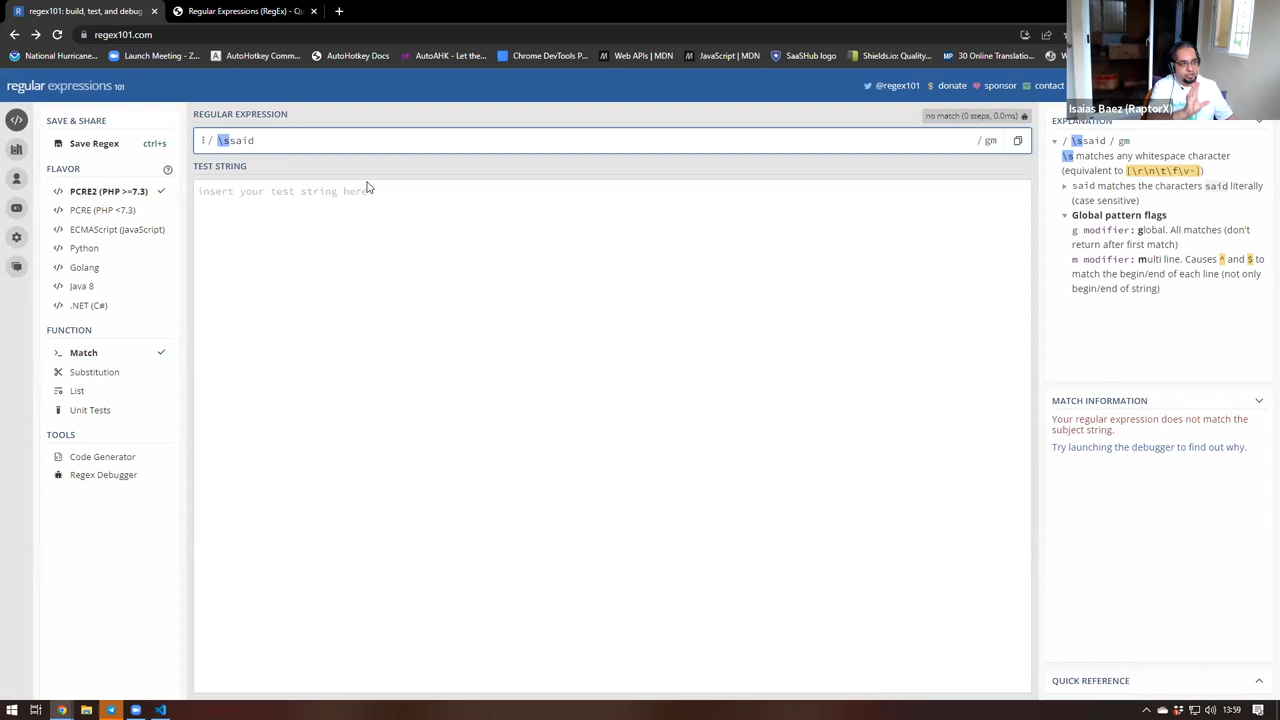 regex101: build, test, and debug
Regular Expressions (RegEx) - Qu
regex101.com
National Hurricane...
Launch Meeting - Z...
AutoHotkey (Beta)
AutoHotkey Docs
AutoAHK - Let the...
Chrome DevTools P...
Web APIs | MDN
JavaScript | MDN
SaaSHub logo
Shields.io: Quality...
30 Online Translation...
regular expressions 101
@regex101
donate
sponsor
contact
Isaias Baez (RaptorX)
SAVE & SHARE
Save Regex ctrl+s
FLAVOR
PCRE2 (PHP >=7.3)
PCRE (PHP <7.3)
ECMAScript (JavaScript)
Python
Golang
Java 8
.NET (C#)
FUNCTION
Match
Substitution
List
Unit Tests
TOOLS
Code Generator
Regex Debugger
REGULAR EXPRESSION
no match (0 steps, 0.0ms)
/ \ssaid / gm
TEST STRING
insert your test string here
EXPLANATION
/ \ssaid / gm
\s matches any whitespace character
(equivalent to [\r\n\t\f\v ])
said matches the characters said literally
(case sensitive)
Global pattern flags
g modifier: global. All matches (don't
return after first match)
m modifier: multi line. Causes ^ and $ to
match the begin/end of each line (not only
begin/end of string)
MATCH INFORMATION
Your regular expression does not match the
subject string.
Try launching the debugger to find out why.
QUICK REFERENCE
13:59